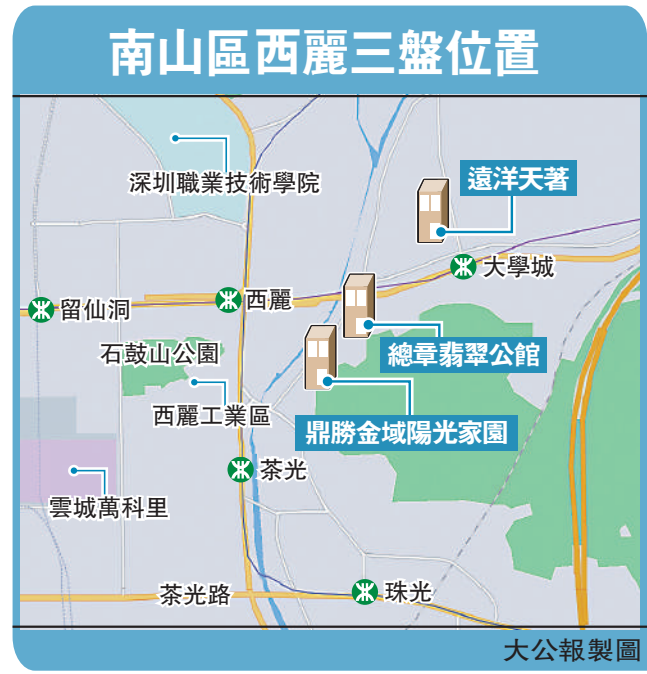 南山區西麗三盤位置
深圳職業技術學院
遠洋天著
大學城
西麗
留仙洞
石鼓山公園
總章翡翠公館
西麗工業區
鼎勝金域陽光家園
茶光
雲城萬科里
茶光路
珠光
大公報製圖